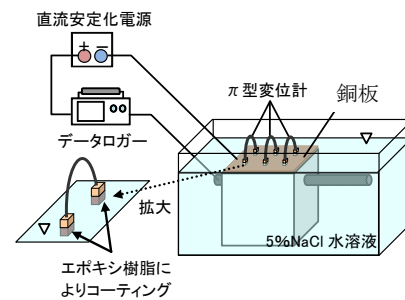 直流安定化電源
+ −
データロガー
π型変位計
銅板
拡大
5%NaCl 水溶液
エポキシ樹脂に
よりコーティング